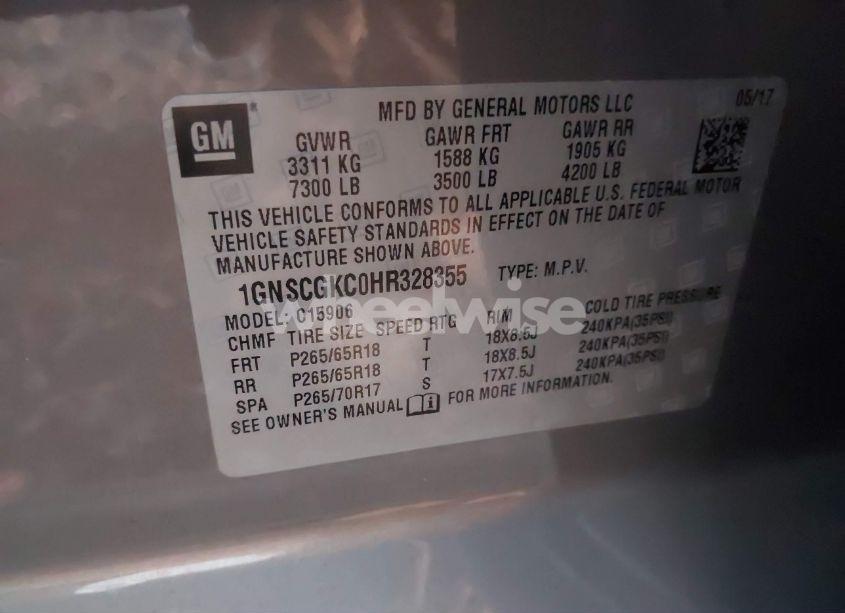 GM
MFD BY GENERAL MOTORS LLC 05/17
GVWR GAWR FRT GAWR RR
3311 KG 1588 KG 1905 KG
7300 LB 3500 LB 4200 LB
THIS VEHICLE CONFORMS TO ALL APPLICABLE U.S. FEDERAL MOTOR
VEHICLE SAFETY STANDARDS IN EFFECT ON THE DATE OF
MANUFACTURE SHOWN ABOVE.
1GNSCGKC0HR328355 TYPE: M.P.V.
MODEL: C15906
CHMF TIRE SIZE SPEED RTG RIM COLD TIRE PRESSURE
FRT P265/65R18 T 18X8.5J 240KPA(35PSI)
RR P265/65R18 T 18X8.5J 240KPA(35PSI)
SPA P265/70R17 S 17X7.5J 240KPA(35PSI)
SEE OWNER'S MANUAL FOR MORE INFORMATION.
wheelwise